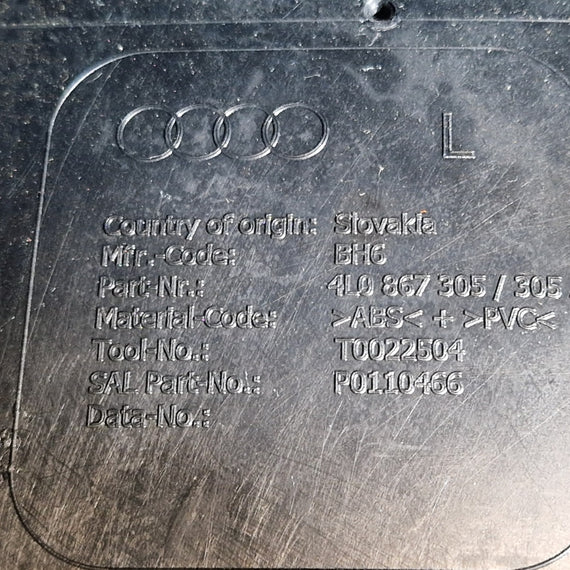 L
Country of origin: Slovakia
Mfr.-Code: BH6
Part-Nr.: 4L0 867 305 / 305
Material-Code: >ABS< + >PVC<
Tool-No.: T0022504
SAL Part-No.: P0110466
Data-No.: